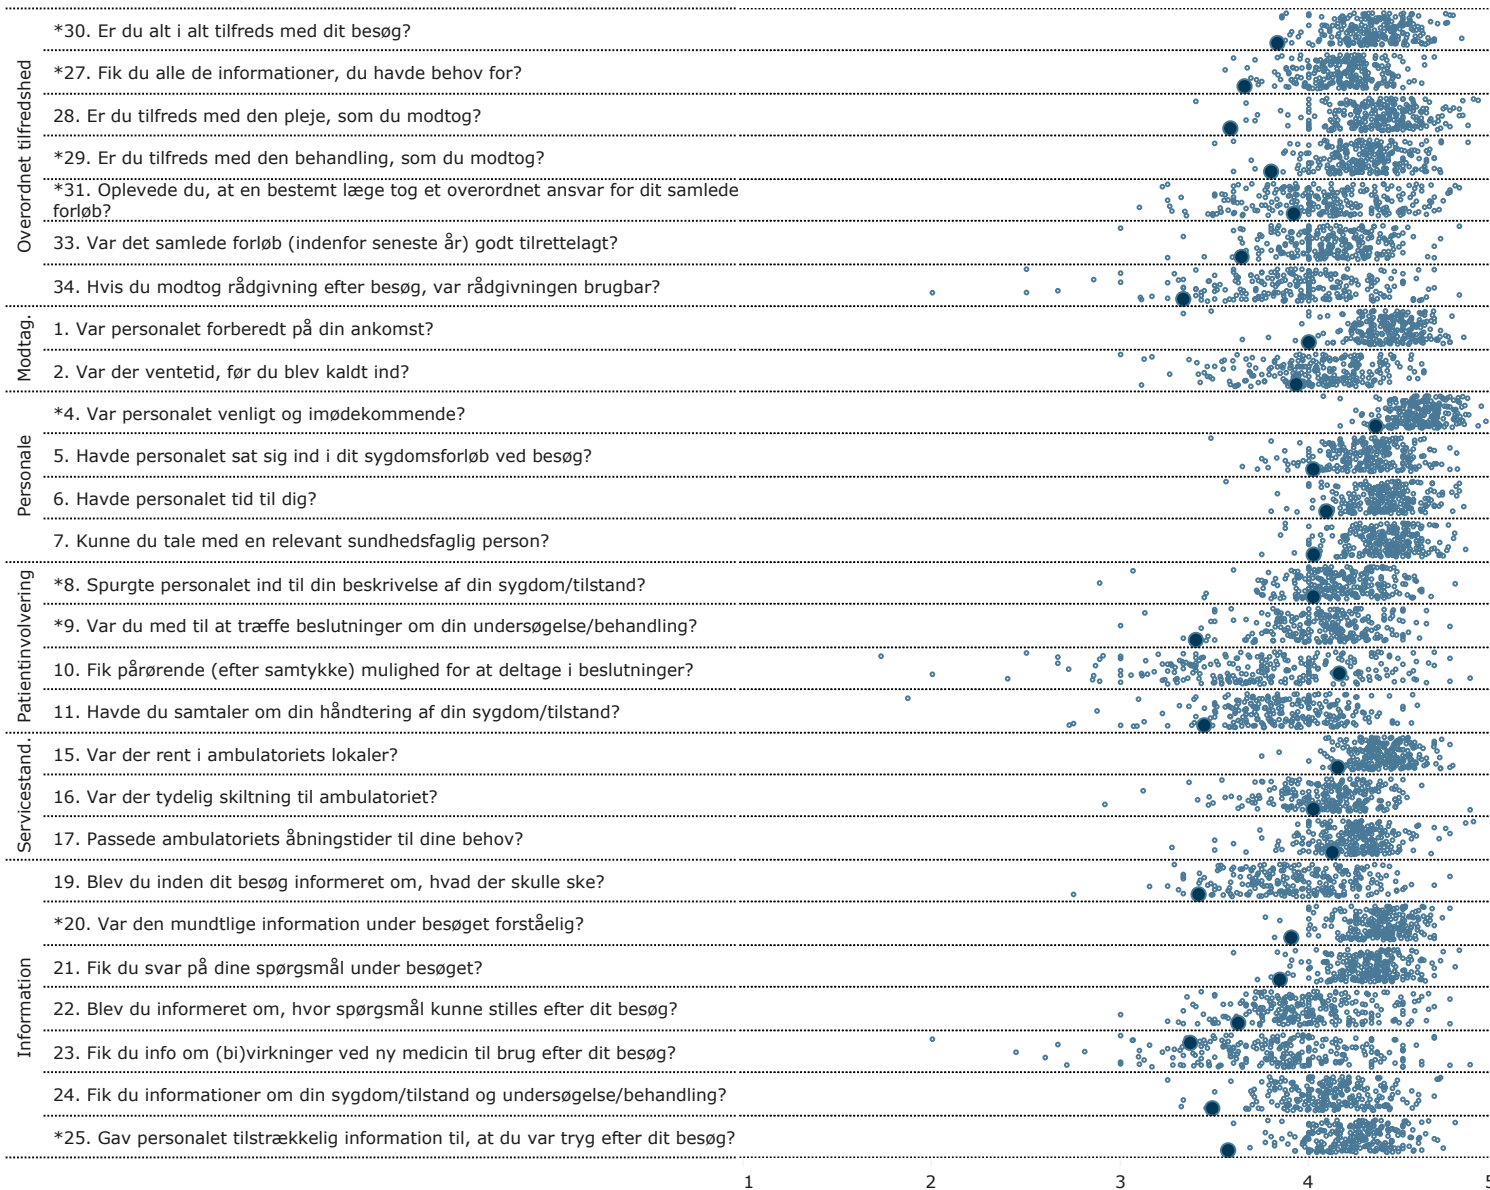 Overordnet tilfredshed
*30. Er du alt i alt tilfreds med dit besøg?
*27. Fik du alle de informationer, du havde behov for?
28. Er du tilfreds med den pleje, som du modtog?
*29. Er du tilfreds med den behandling, som du modtog?
*31. Oplevede du, at en bestemt læge tog et overordnet ansvar for dit samlede
forløb?
33. Var det samlede forløb (indenfor seneste år) godt tilrettelagt?
34. Hvis du modtog rådgivning efter besøg, var rådgivningen brugbar?
Modtag.
1. Var personalet forberedt på din ankomst?
2. Var der ventetid, før du blev kaldt ind?
Personale
*4. Var personalet venligt og imødekommende?
5. Havde personalet sat sig ind i dit sygdomsforløb ved besøg?
6. Havde personalet tid til dig?
7. Kunne du tale med en relevant sundhedsfaglig person?
Patientinvolvering
*8. Spurgte personalet ind til din beskrivelse af din sygdom/tilstand?
*9. Var du med til at træffe beslutninger om din undersøgelse/behandling?
10. Fik pårørende (efter samtykke) mulighed for at deltage i beslutninger?
11. Havde du samtaler om din håndtering af din sygdom/tilstand?
Servicestand.
15. Var der rent i ambulatoriets lokaler?
16. Var der tydelig skiltning til ambulatoriet?
17. Passede ambulatoriets åbningstider til dine behov?
Information
19. Blev du inden dit besøg informeret om, hvad der skulle ske?
*20. Var den mundtlige information under besøget forståelig?
21. Fik du svar på dine spørgsmål under besøget?
22. Blev du informeret om, hvor spørgsmål kunne stilles efter dit besøg?
23. Fik du info om (bi)virkninger ved ny medicin til brug efter dit besøg?
24. Fik du informationer om din sygdom/tilstand og undersøgelse/behandling?
*25. Gav personalet tilstrækkelig information til, at du var tryg efter dit besøg?
1 2 3 4 5